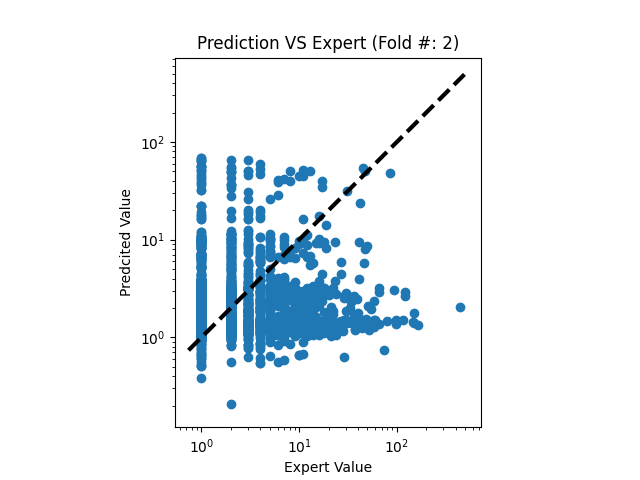 Prediction VS Expert (Fold #: 2)
10²
10¹
10⁰
Predcited Value
10⁰ 10¹ 10²
Expert Value